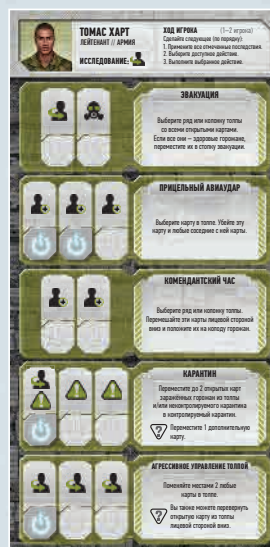 ТОМАС ХАРТ
ЛЕЙТЕНАНТ // АРМИЯ
ИССЛЕДОВАНИЕ:
ХОД ИГРОКА (1–2 игрока)
Сделайте следующее (по порядку):
1. Примените все отмеченные последствия.
2. Выберите доступное действие.
3. Выполните выбранное действие.
ЭВАКУАЦИЯ
Выберите ряд или колонку толпы
со всеми открытыми картами.
Если все они — здоровые горожане,
переместите их в стопку эвакуации.
ПРИЦЕЛЬНЫЙ АВИАУДАР
Выберите карту в толпе. Убейте эту
карту и любые соседние с ней карты.
КОМЕНДАНТСКИЙ ЧАС
Выберите ряд или колонку толпы.
Перемешайте эти карты лицевой стороной
вниз и положите их на колоду горожан.
КАРАНТИН
Переместите до 2 открытых карт
заражённых горожан из толпы
и/или неконтролируемого карантина
в контролируемый карантин.
Переместите 1 дополнительную
карту.
АГРЕССИВНОЕ УПРАВЛЕНИЕ ТОЛПОЙ
Поменяйте местами 2 любые
карты в толпе.
Вы также можете перевернуть
открытую карту из толпы
лицевой стороной вниз.